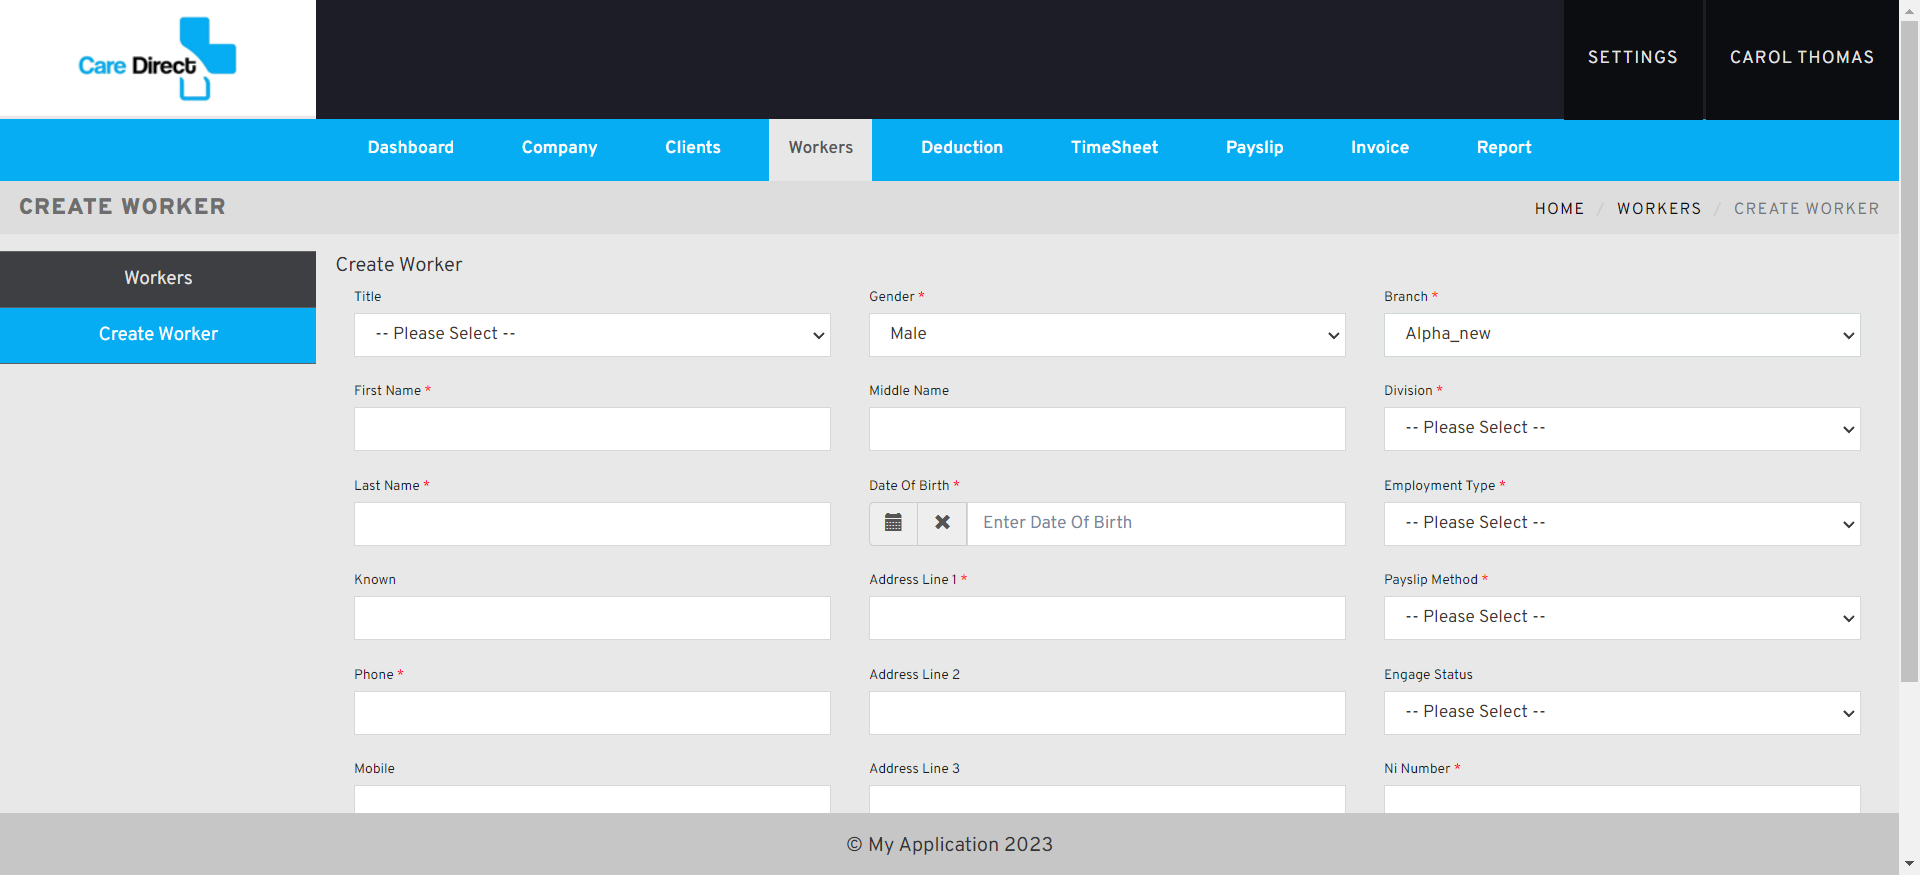 Care Direct
SETTINGS
CAROL THOMAS
Dashboard
Company
Clients
Workers
Deduction
TimeSheet
Payslip
Invoice
Report
CREATE WORKER
HOME / WORKERS / CREATE WORKER
Workers
Create Worker
Create Worker
Title
Gender *
Branch *
-- Please Select --
Male
Alpha_new
First Name *
Middle Name
Division *
-- Please Select --
Last Name *
Date Of Birth *
Employment Type *
Enter Date Of Birth
-- Please Select --
Known
Address Line 1 *
Payslip Method *
-- Please Select --
Phone *
Address Line 2
Engage Status
-- Please Select --
Mobile
Address Line 3
Ni Number *
© My Application 2023